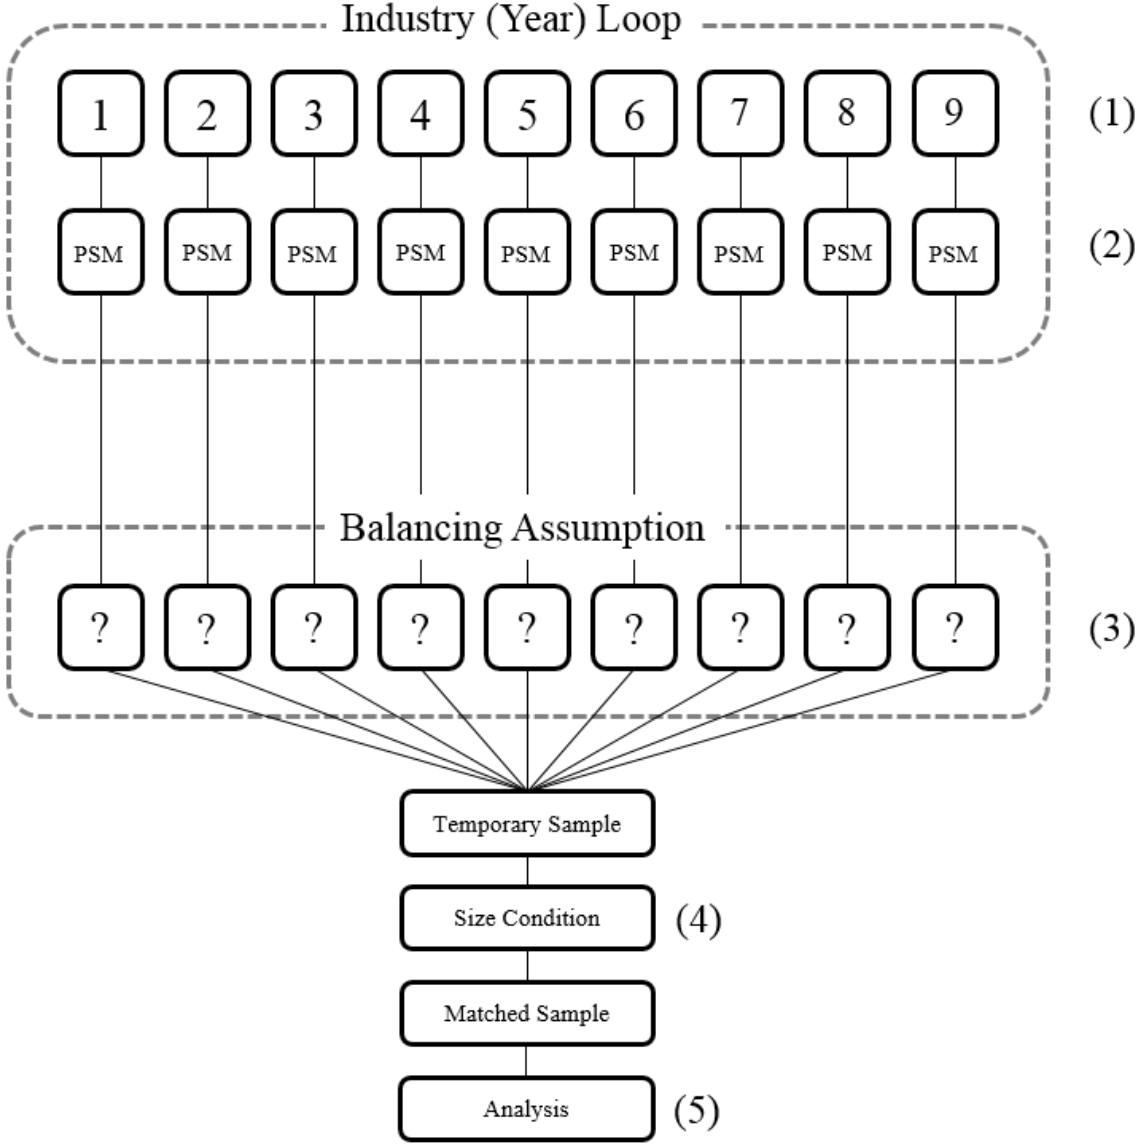 Industry (Year) Loop
1 2 3 4 5 6 7 8 9 (1)
PSM PSM PSM PSM PSM PSM PSM PSM PSM (2)
Balancing Assumption
? ? ? ? ? ? ? ? ? (3)
Temporary Sample
Size Condition (4)
Matched Sample
Analysis (5)